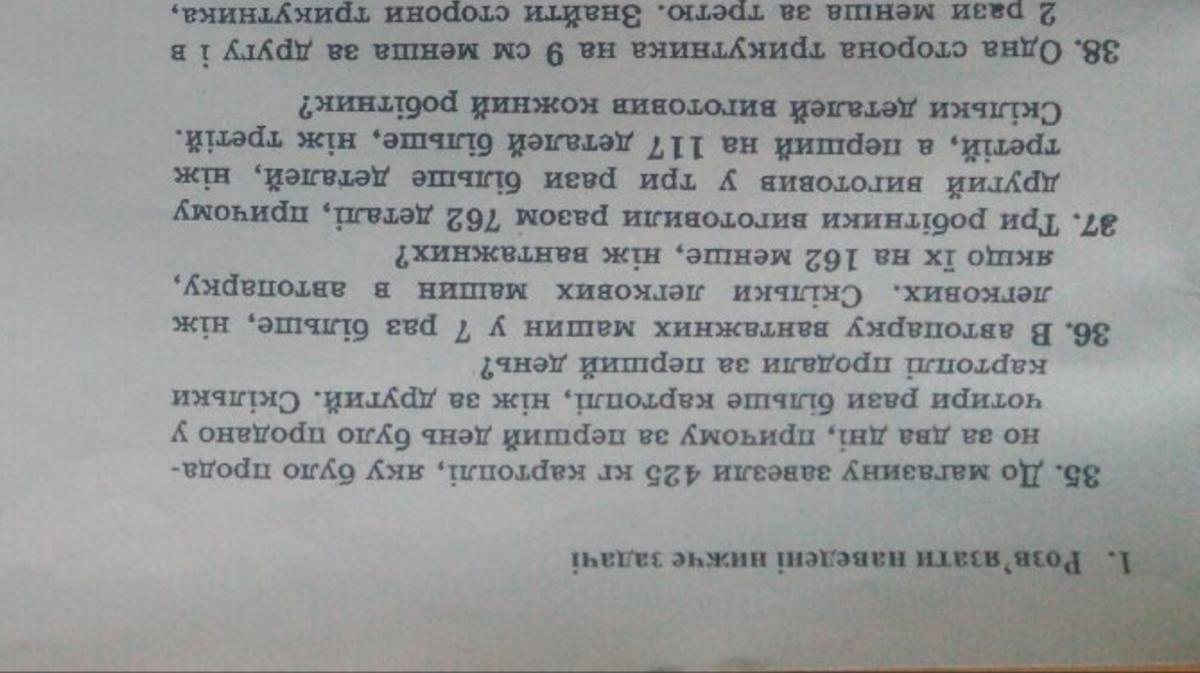 1. Розв'язати наведені нижче задачі
35. До магазину завезли 425 кг картоплі, яку було прода-
но за два дні, причому за перший день було продано у
чотири рази більше картоплі, ніж за другий. Скільки
картоплі продали за перший день?
36. В автопарку вантажних машин у 7 раз більше, ніж
легкових. Скільки легкових машин в автопарку,
якщо їх на 162 менше, ніж вантажних?
37. Три робітники виготовили разом 762 деталі, причому
другий виготовив у три рази більше деталей, ніж
третій, а перший на 117 деталей більше, ніж третій.
Скільки деталей виготовив кожний робітник?
38. Одна сторона трикутника на 9 см менша за другу і в
2 рази менша за третю. Знайти сторони трикутника,